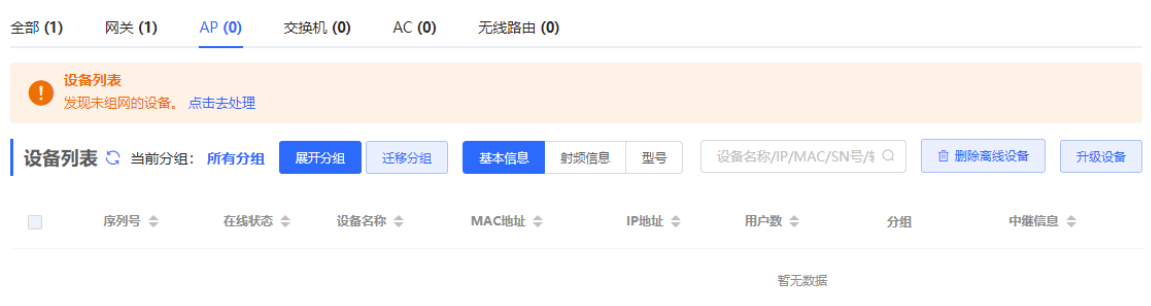 全部 (1) 网关 (1) AP (0) 交换机 (0) AC (0) 无线路由 (0)
设备列表
发现未组网的设备。 点击去处理
设备列表 当前分组： 所有分组 展开分组 迁移分组 基本信息 射频信息 型号 设备名称/IP/MAC/SN号/ 删除离线设备 升级设备
序列号 在线状态 设备名称 MAC地址 IP地址 用户数 分组 中继信息
暂无数据